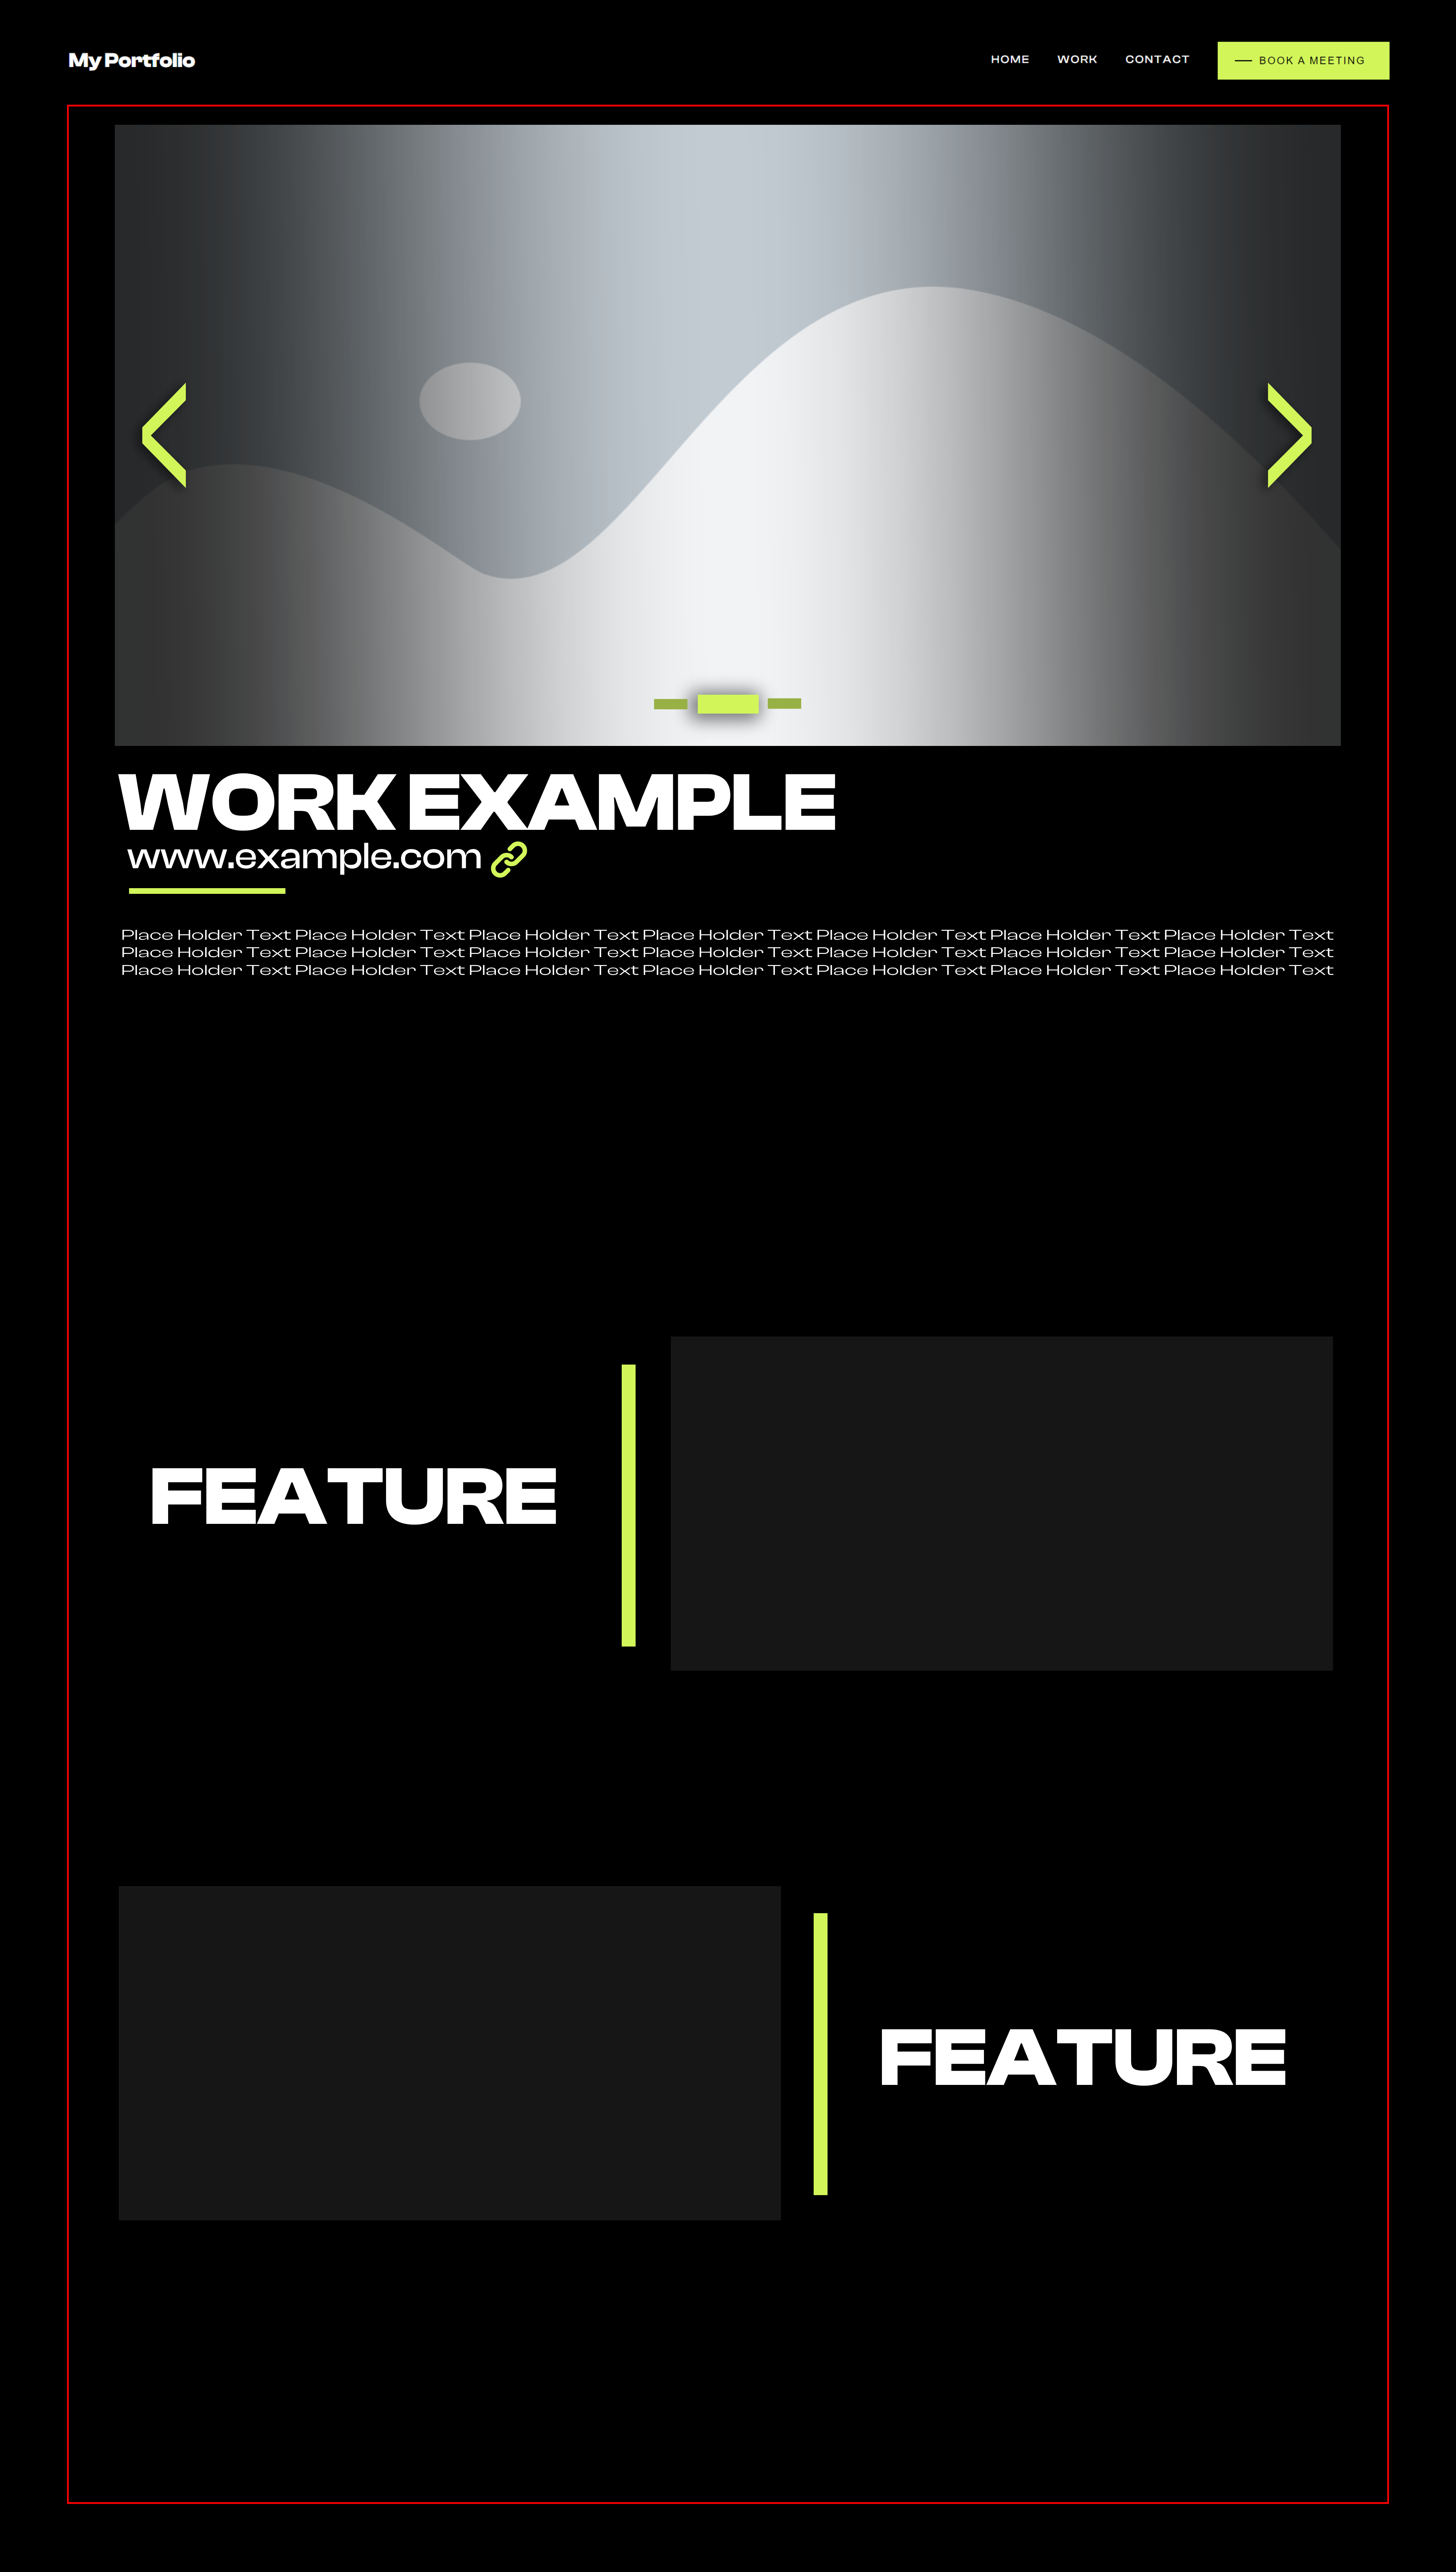 My Portfolio
HOME WORK CONTACT BOOK A MEETING
WORK EXAMPLE
www.example.com
Place Holder Text Place Holder Text Place Holder Text Place Holder Text Place Holder Text Place Holder Text Place Holder Text
Place Holder Text Place Holder Text Place Holder Text Place Holder Text Place Holder Text Place Holder Text Place Holder Text
Place Holder Text Place Holder Text Place Holder Text Place Holder Text Place Holder Text Place Holder Text Place Holder Text
FEATURE
FEATURE